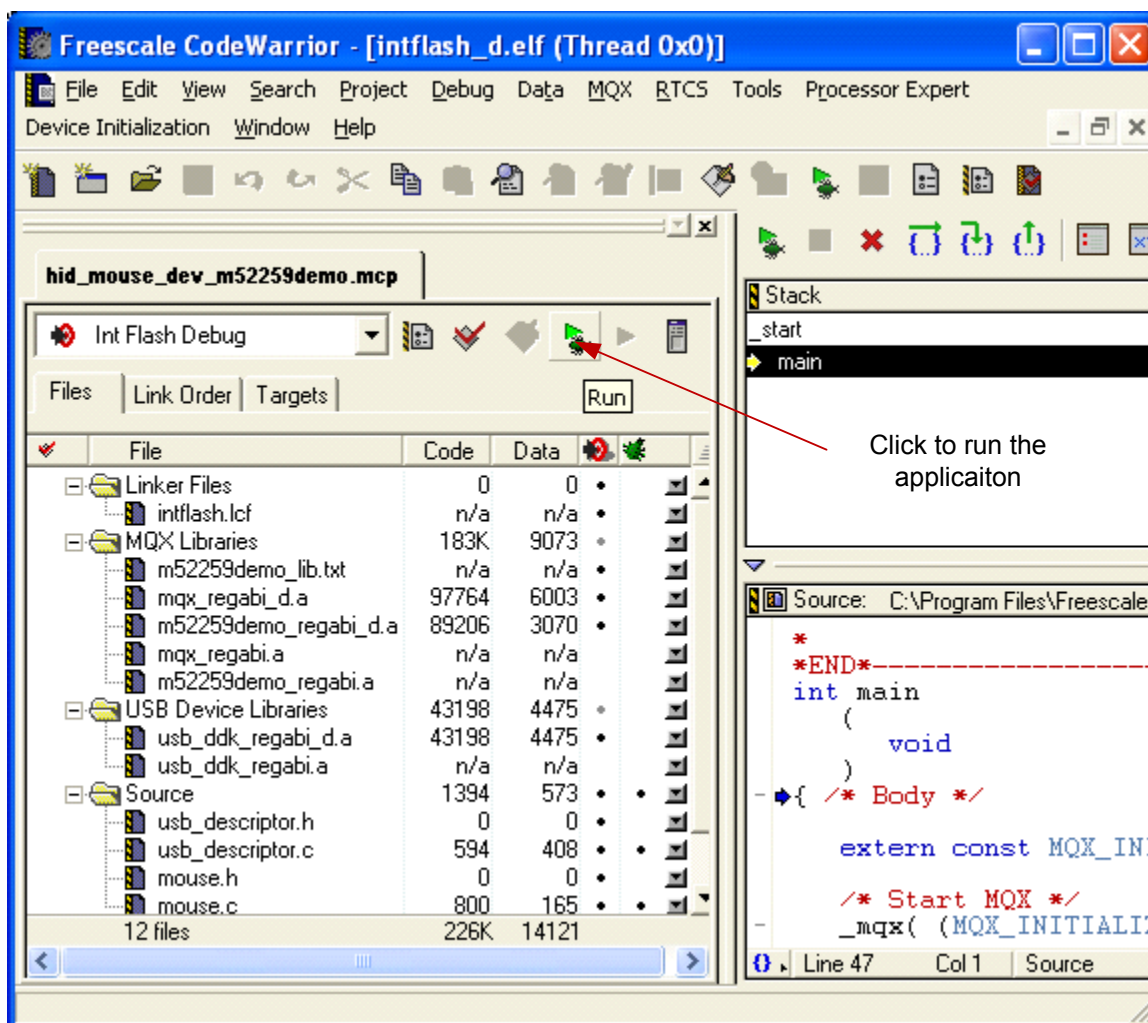 Freescale CodeWarrior - [intflash_d.elf (Thread 0x0)]
File Edit View Search Project Debug Data MQX RTCS Tools Processor Expert
Device Initialization Window Help
hid_mouse_dev_m52259demo.mcp
Int Flash Debug
Files Link Order Targets
Run
File Code Data
Linker Files 0 0
intflash.lcf n/a n/a
MQX Libraries 183K 9073
m52259demo_lib.txt n/a n/a
mqx_regabi_d.a 97764 6003
m52259demo_regabi_d.a 89206 3070
mqx_regabi.a n/a n/a
m52259demo_regabi.a n/a n/a
USB Device Libraries 43198 4475
usb_ddk_regabi_d.a 43198 4475
usb_ddk_regabi.a n/a n/a
Source 1394 573
usb_descriptor.h 0 0
usb_descriptor.c 594 408
mouse.h 0 0
mouse.c 800 165
12 files 226K 14121
Stack
_start
main
Click to run the
applicaiton
Source: C:\Program Files\Freescale
*
*END*--------------------
int main
(
void
)
{ /* Body */
extern const MQX_IN
/* Start MQX */
_mqx( (MQX_INITIALI
Line 47 Col 1 Source